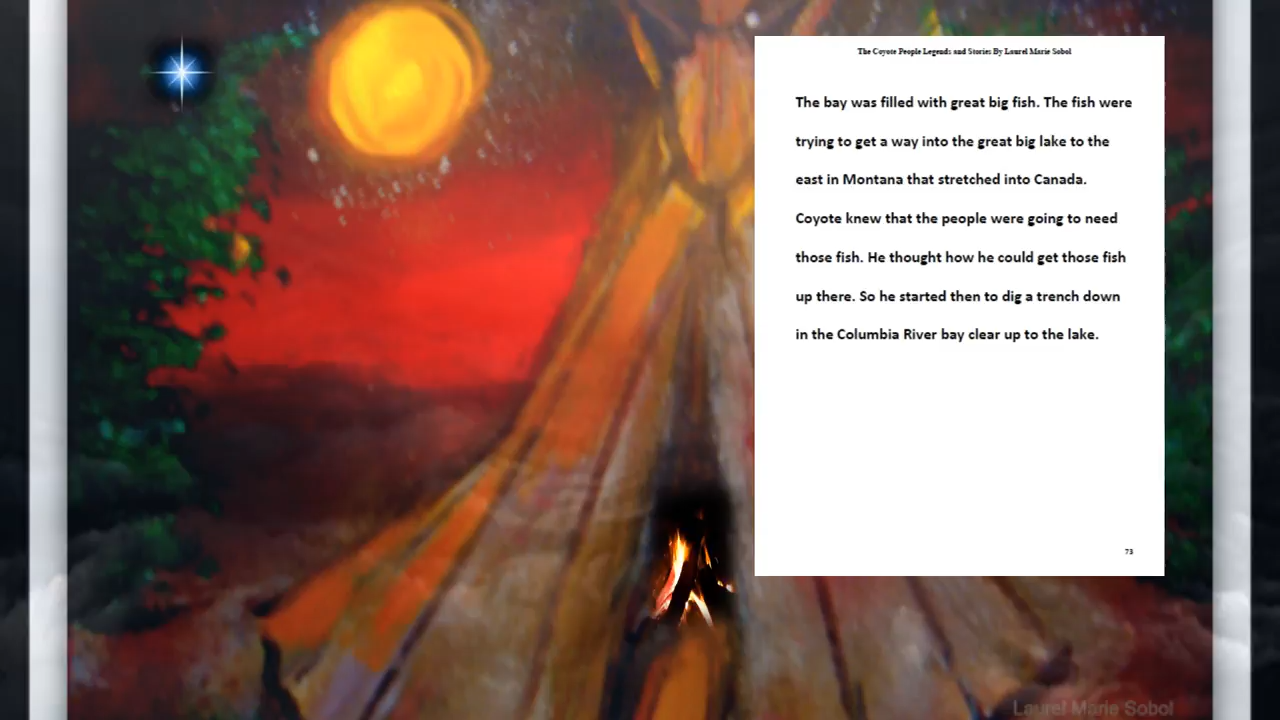 The Coyote People Legends and Stories By Laurel Marie Sobol
The bay was filled with great big fish. The fish were
trying to get a way into the great big lake to the
east in Montana that stretched into Canada.
Coyote knew that the people were going to need
those fish. He thought how he could get those fish
up there. So he started then to dig a trench down
in the Columbia River bay clear up to the lake.
73
Laurel Marie Sobol